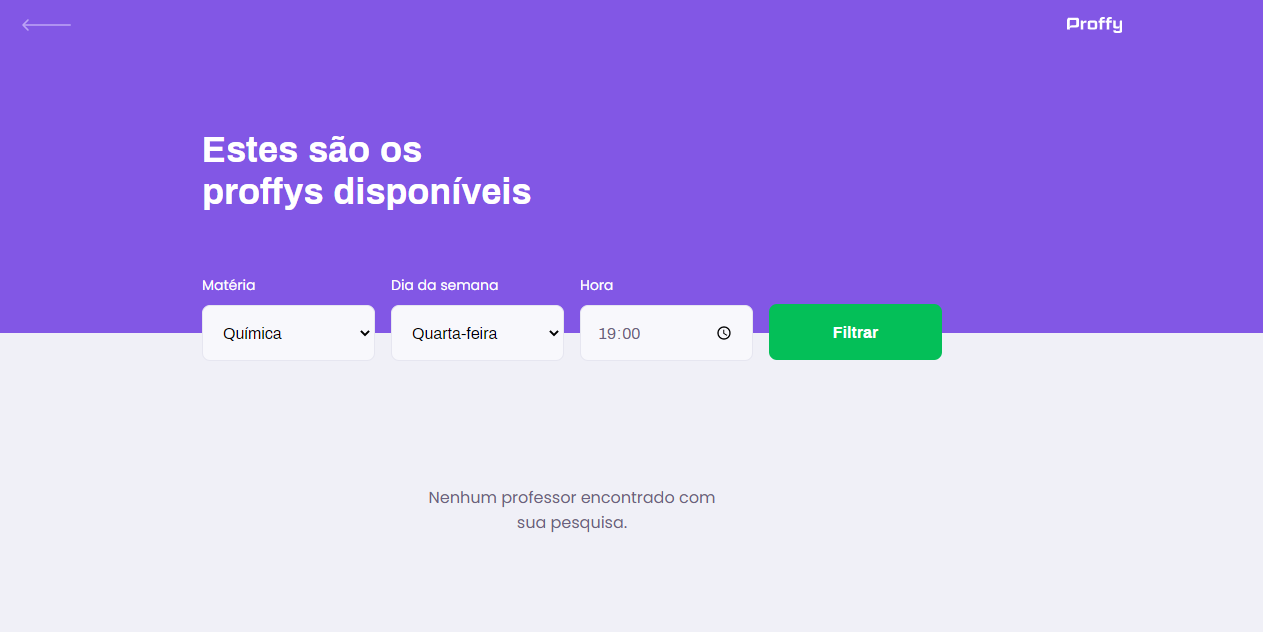 Proffy
Estes são os
proffys disponíveis
Matéria
Dia da semana
Hora
Química
Quarta-feira
19:00
Filtrar
Nenhum professor encontrado com
sua pesquisa.